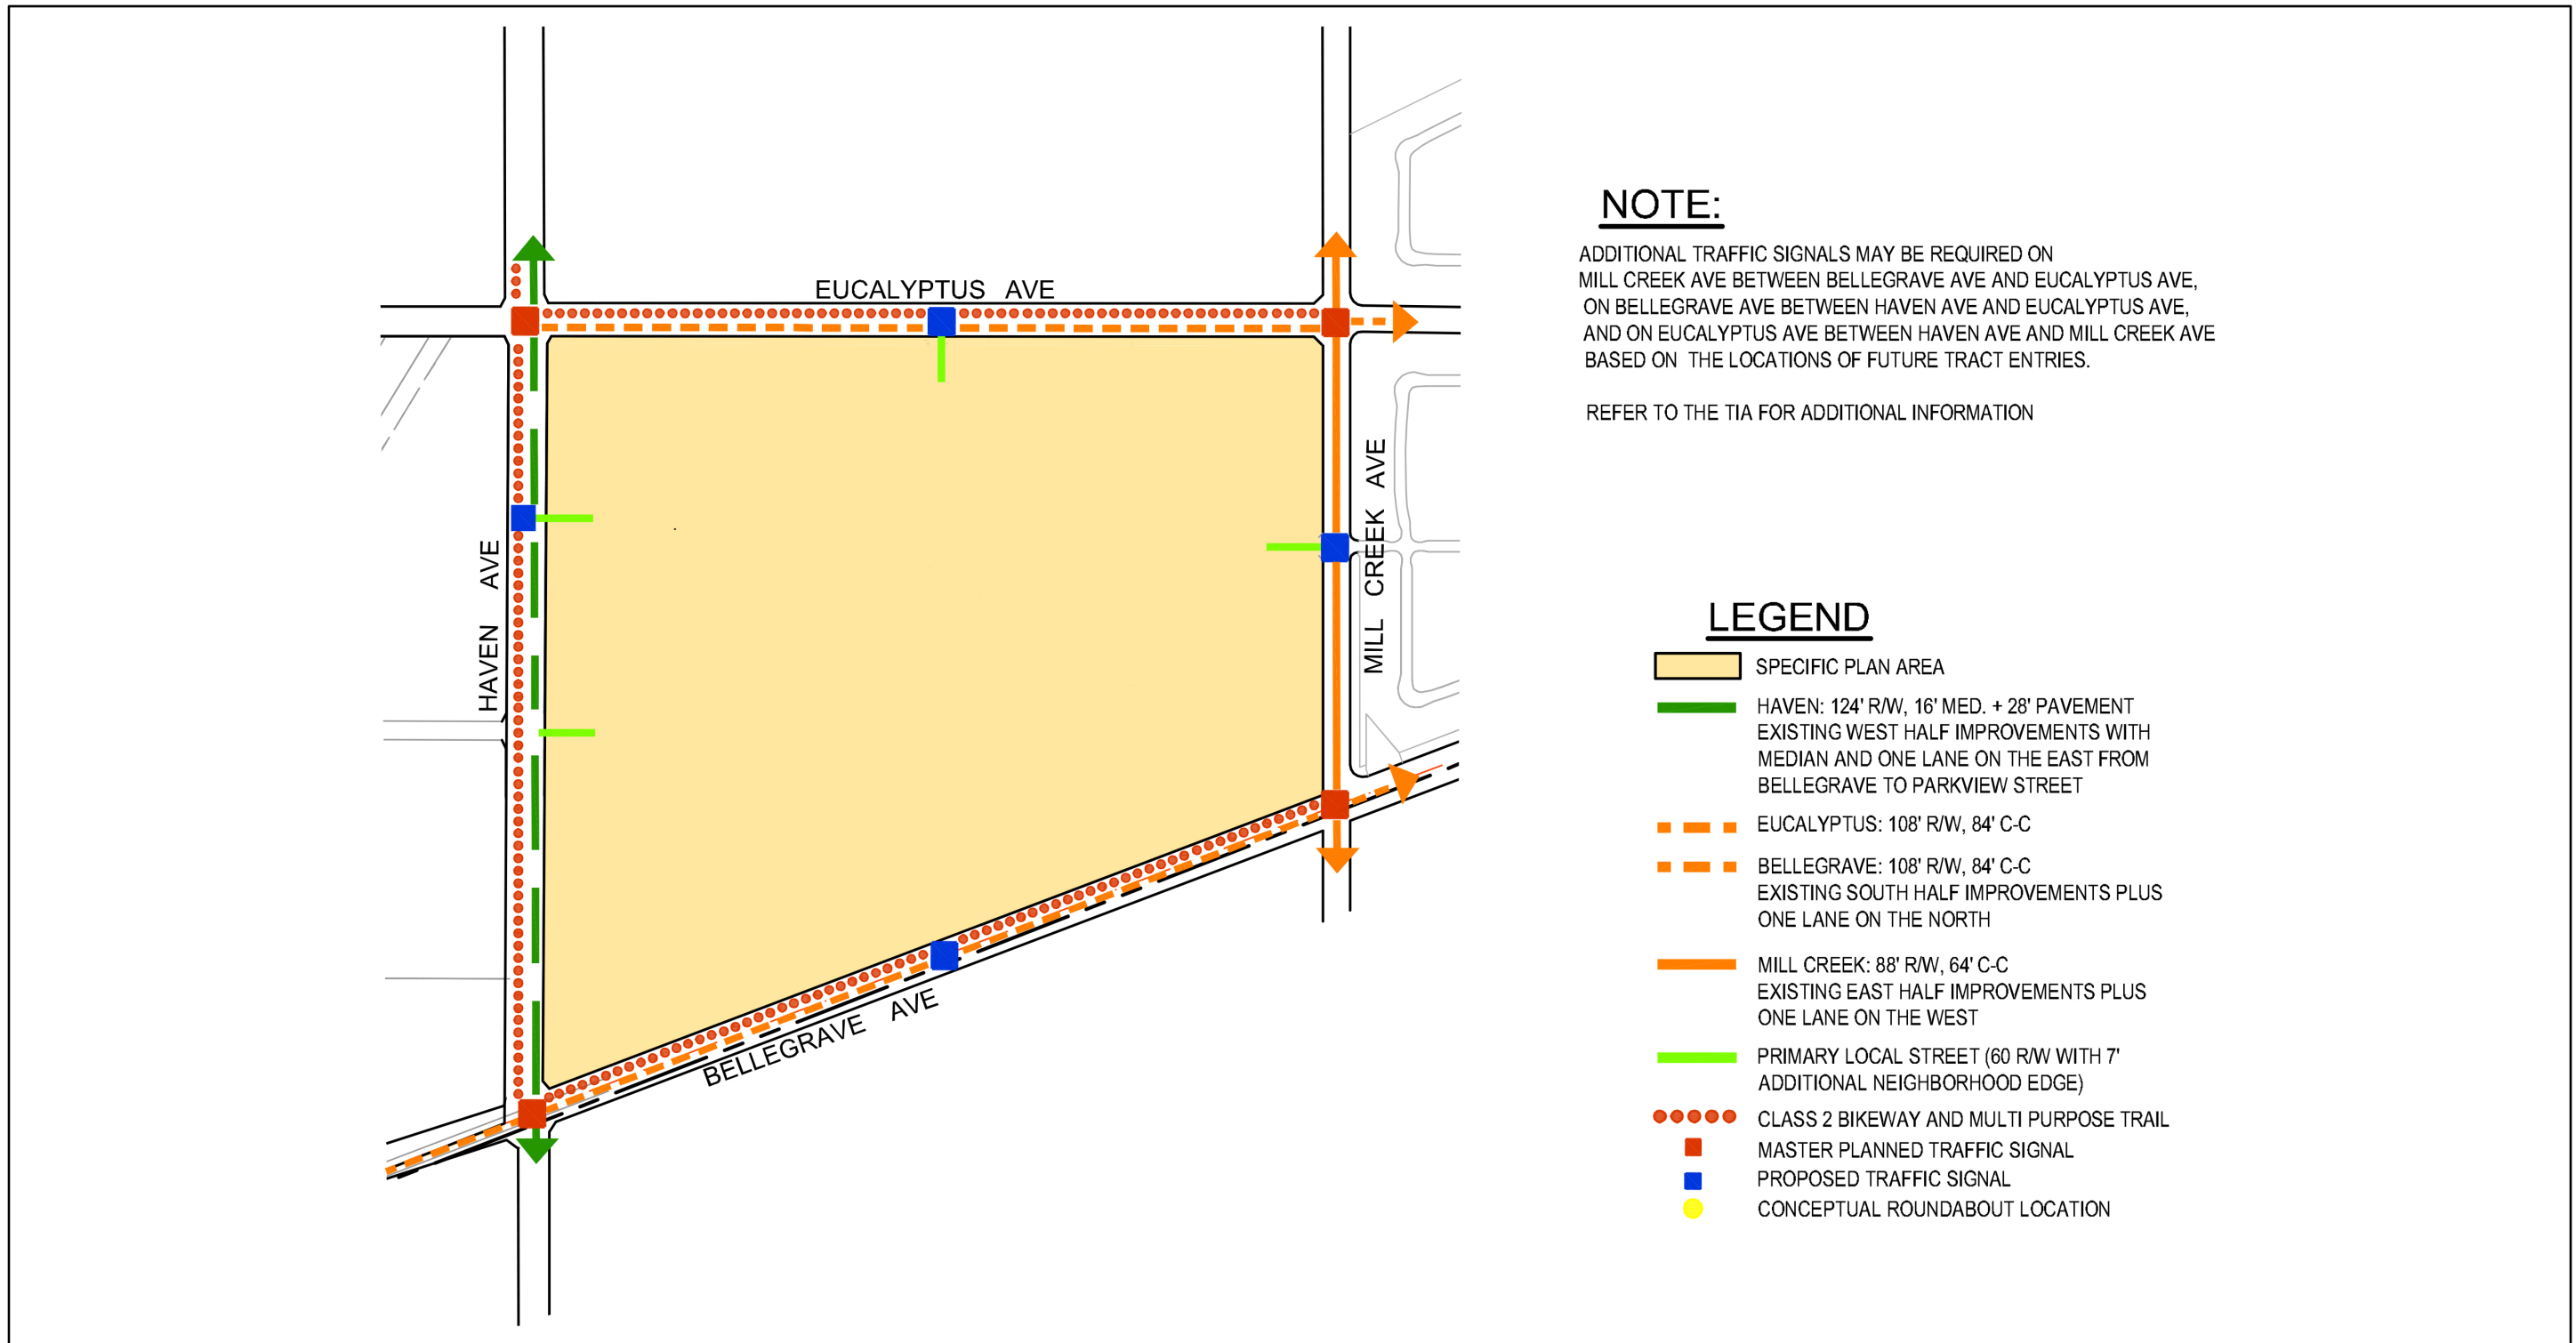 EUCALYPTUS AVE
HAVEN AVE
MILL CREEK AVE
BELLEGRAVE AVE
NOTE:
ADDITIONAL TRAFFIC SIGNALS MAY BE REQUIRED ON
MILL CREEK AVE BETWEEN BELLEGRAVE AVE AND EUCALYPTUS AVE,
ON BELLEGRAVE AVE BETWEEN HAVEN AVE AND EUCALYPTUS AVE,
AND ON EUCALYPTUS AVE BETWEEN HAVEN AVE AND MILL CREEK AVE
BASED ON THE LOCATIONS OF FUTURE TRACT ENTRIES.
REFER TO THE TIA FOR ADDITIONAL INFORMATION
LEGEND
SPECIFIC PLAN AREA
HAVEN: 124' R/W, 16' MED. + 28' PAVEMENT
EXISTING WEST HALF IMPROVEMENTS WITH
MEDIAN AND ONE LANE ON THE EAST FROM
BELLEGRAVE TO PARKVIEW STREET
EUCALYPTUS: 108' R/W, 84' C-C
BELLEGRAVE: 108' R/W, 84' C-C
EXISTING SOUTH HALF IMPROVEMENTS PLUS
ONE LANE ON THE NORTH
MILL CREEK: 88' R/W, 64' C-C
EXISTING EAST HALF IMPROVEMENTS PLUS
ONE LANE ON THE WEST
PRIMARY LOCAL STREET (60 R/W WITH 7'
ADDITIONAL NEIGHBORHOOD EDGE)
CLASS 2 BIKEWAY AND MULTI PURPOSE TRAIL
MASTER PLANNED TRAFFIC SIGNAL
PROPOSED TRAFFIC SIGNAL
CONCEPTUAL ROUNDABOUT LOCATION